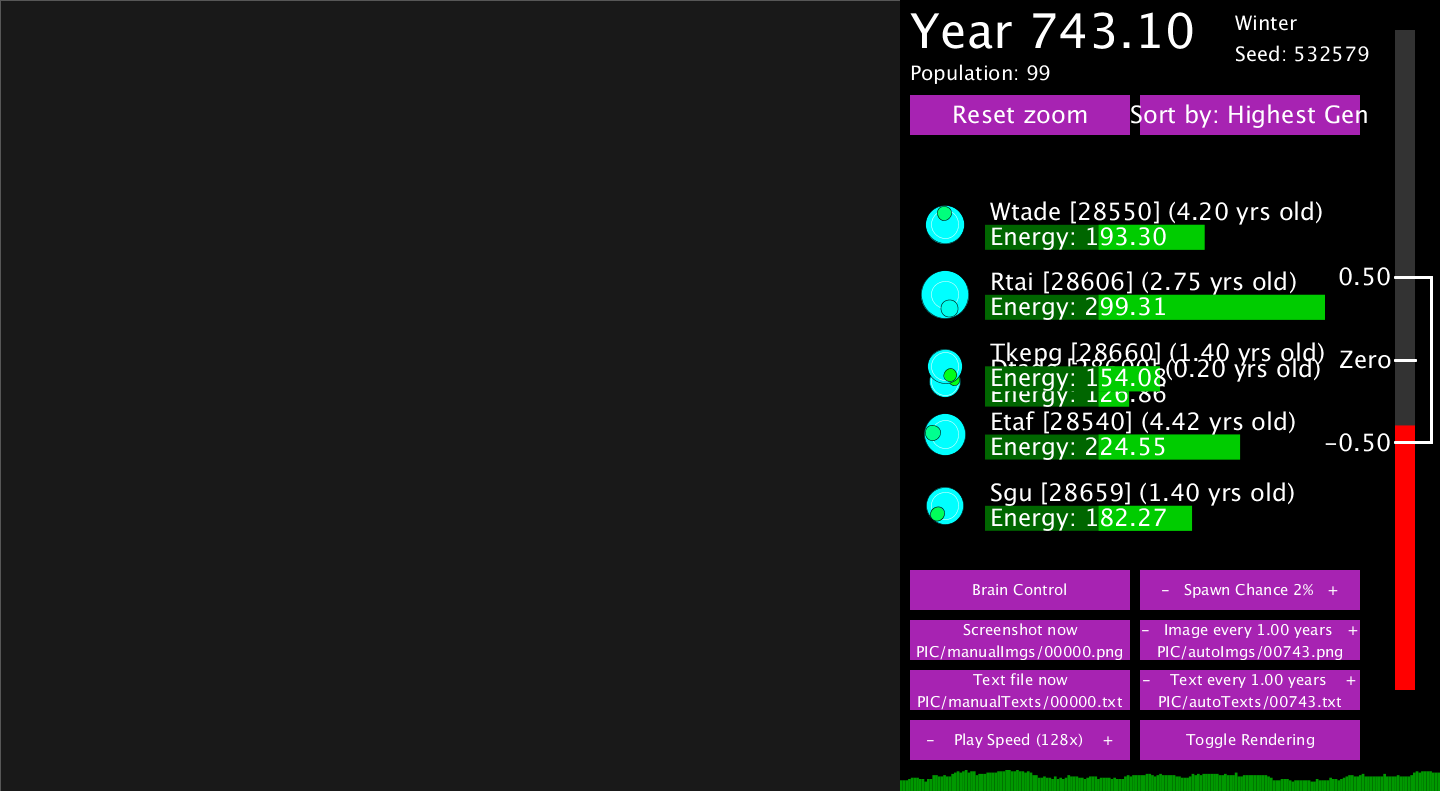 Year 743.10
Winter
Seed: 532579
Population: 99
Reset zoom
Sort by: Highest Gen
Wtade [28550] (4.20 yrs old)
Energy: 193.30
Rtai [28606] (2.75 yrs old)
Energy: 299.31
0.50
Tkepg [28660] (1.40 yrs old)
Zero
(0.20 yrs old)
Energy: 154.08
Energy: 126.86
Etaf [28540] (4.42 yrs old)
Energy: 224.55
-0.50
Sgu [28659] (1.40 yrs old)
Energy: 182.27
Brain Control
- Spawn Chance 2% +
Screenshot now
PIC/manualImgs/00000.png
- Image every 1.00 years +
PIC/autoImgs/00743.png
Text file now
PIC/manualTexts/00000.txt
- Text every 1.00 years +
PIC/autoTexts/00743.txt
- Play Speed (128x) +
Toggle Rendering